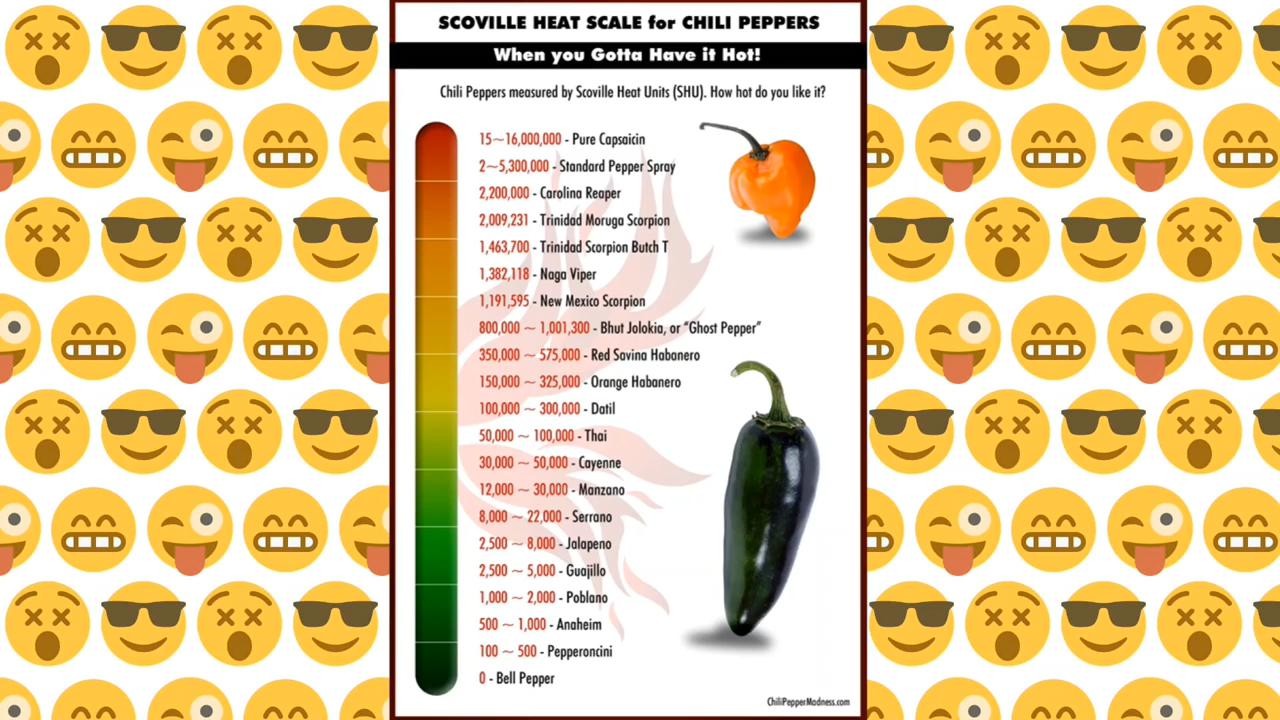 SCOVILLE HEAT SCALE for CHILI PEPPERS
When you Gotta Have it Hot!
Chili Peppers measured by Scoville Heat Units (SHU). How hot do you like it?
15~16,000,000 - Pure Capsaicin
2~5,300,000 - Standard Pepper Spray
2,200,000 - Carolina Reaper
2,009,231 - Trinidad Moruga Scorpion
1,463,700 - Trinidad Scorpion Butch T
1,382,118 - Naga Viper
1,191,595 - New Mexico Scorpion
800,000 ~ 1,001,300 - Bhut Jolokia, or "Ghost Pepper"
350,000 ~ 575,000 - Red Savina Habanero
150,000 ~ 325,000 - Orange Habanero
100,000 ~ 300,000 - Datil
50,000 ~ 100,000 - Thai
30,000 ~ 50,000 - Cayenne
12,000 ~ 30,000 - Manzano
8,000 ~ 22,000 - Serrano
2,500 ~ 8,000 - Jalapeno
2,500 ~ 5,000 - Guajillo
1,000 ~ 2,000 - Poblano
500 ~ 1,000 - Anaheim
100 ~ 500 - Pepperoncini
0 - Bell Pepper
ChiliPepperMadness.com